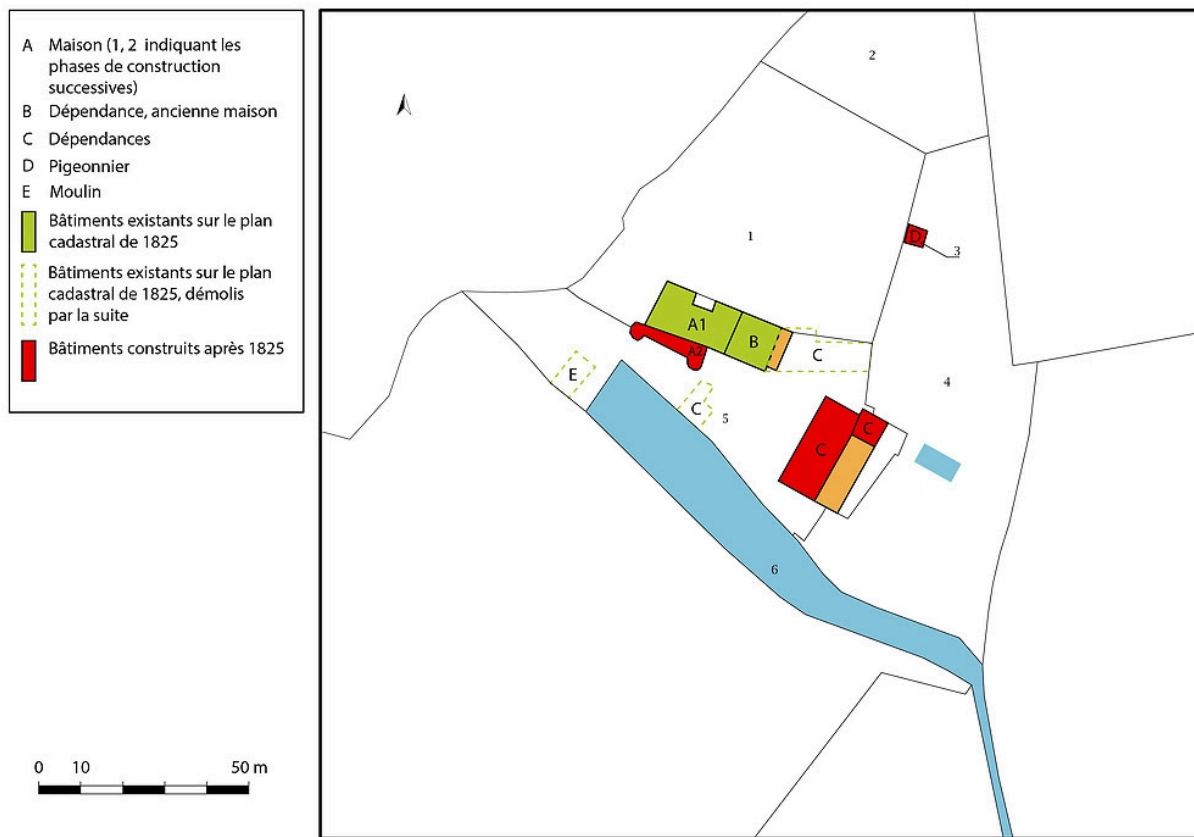 A Maison (1, 2 indiquant les
phases de construction
successives)
B Dépendance, ancienne maison
C Dépendances
D Pigeonnier
E Moulin
Bâtiments existants sur le plan
cadastral de 1825
Bâtiments existants sur le plan
cadastral de 1825, démolis
par la suite
Bâtiments construits après 1825
0 10 50 m
2
1
D
3
A1
B
C
A2
E
C
5
4
C
C
6